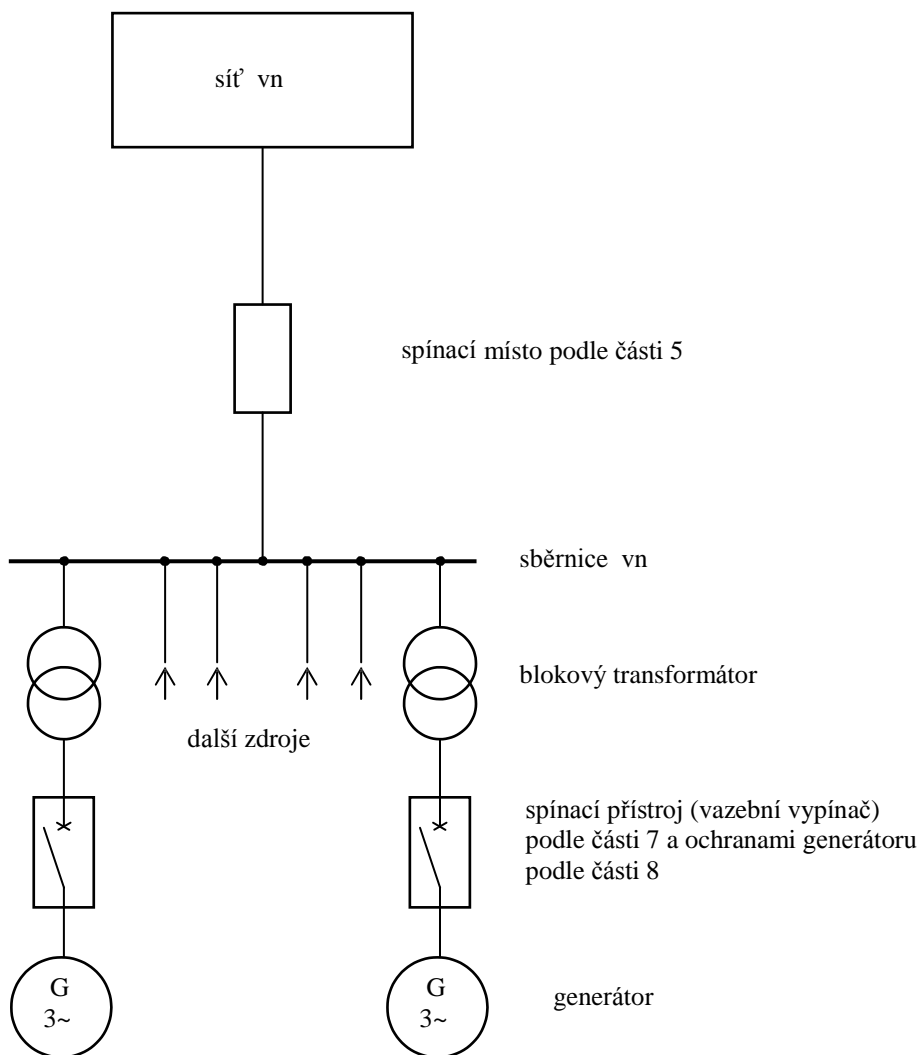 síť vn
spínací místo podle části 5
sběrnice vn
blokový transformátor
další zdroje
spínací přístroj (vazební vypínač)
podle části 7 a ochranami generátoru
podle části 8
G
3~
G
3~
generátor